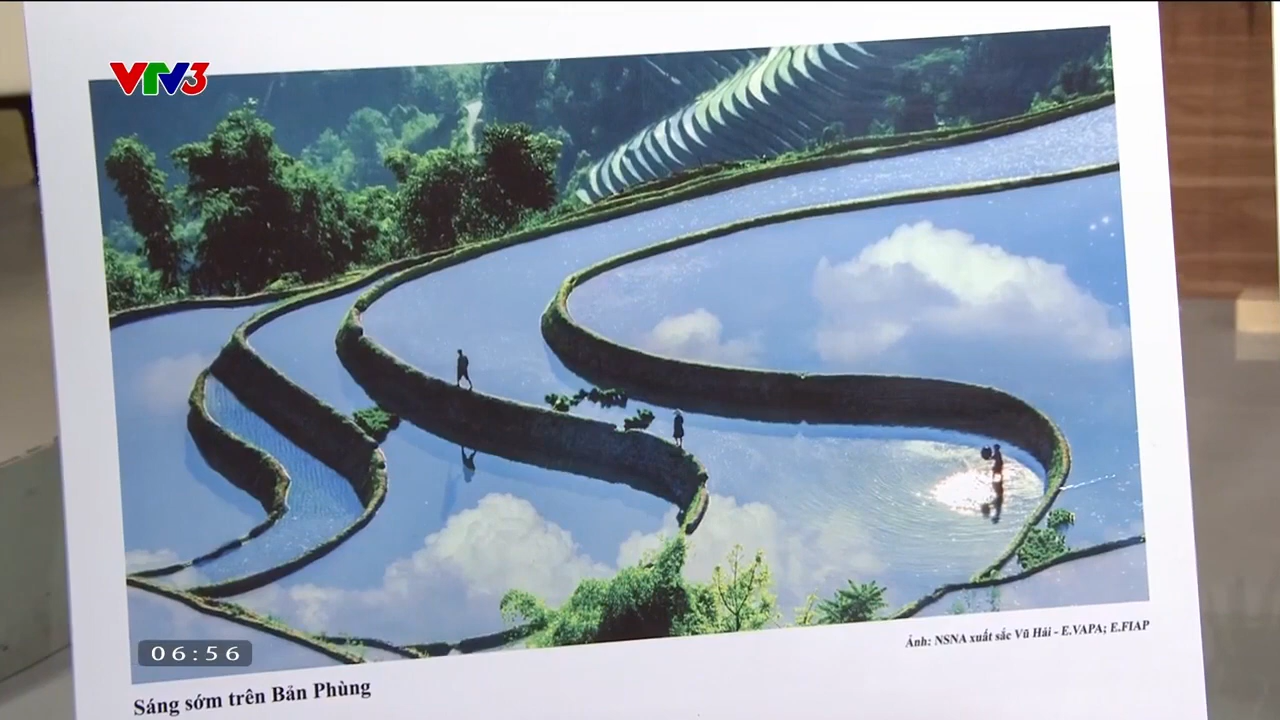 VTV3
Ảnh: NSNA xuất sắc Vũ Hải - E.VAPA; E.FIAP
06:56
Sáng sớm trên Bản Phùng